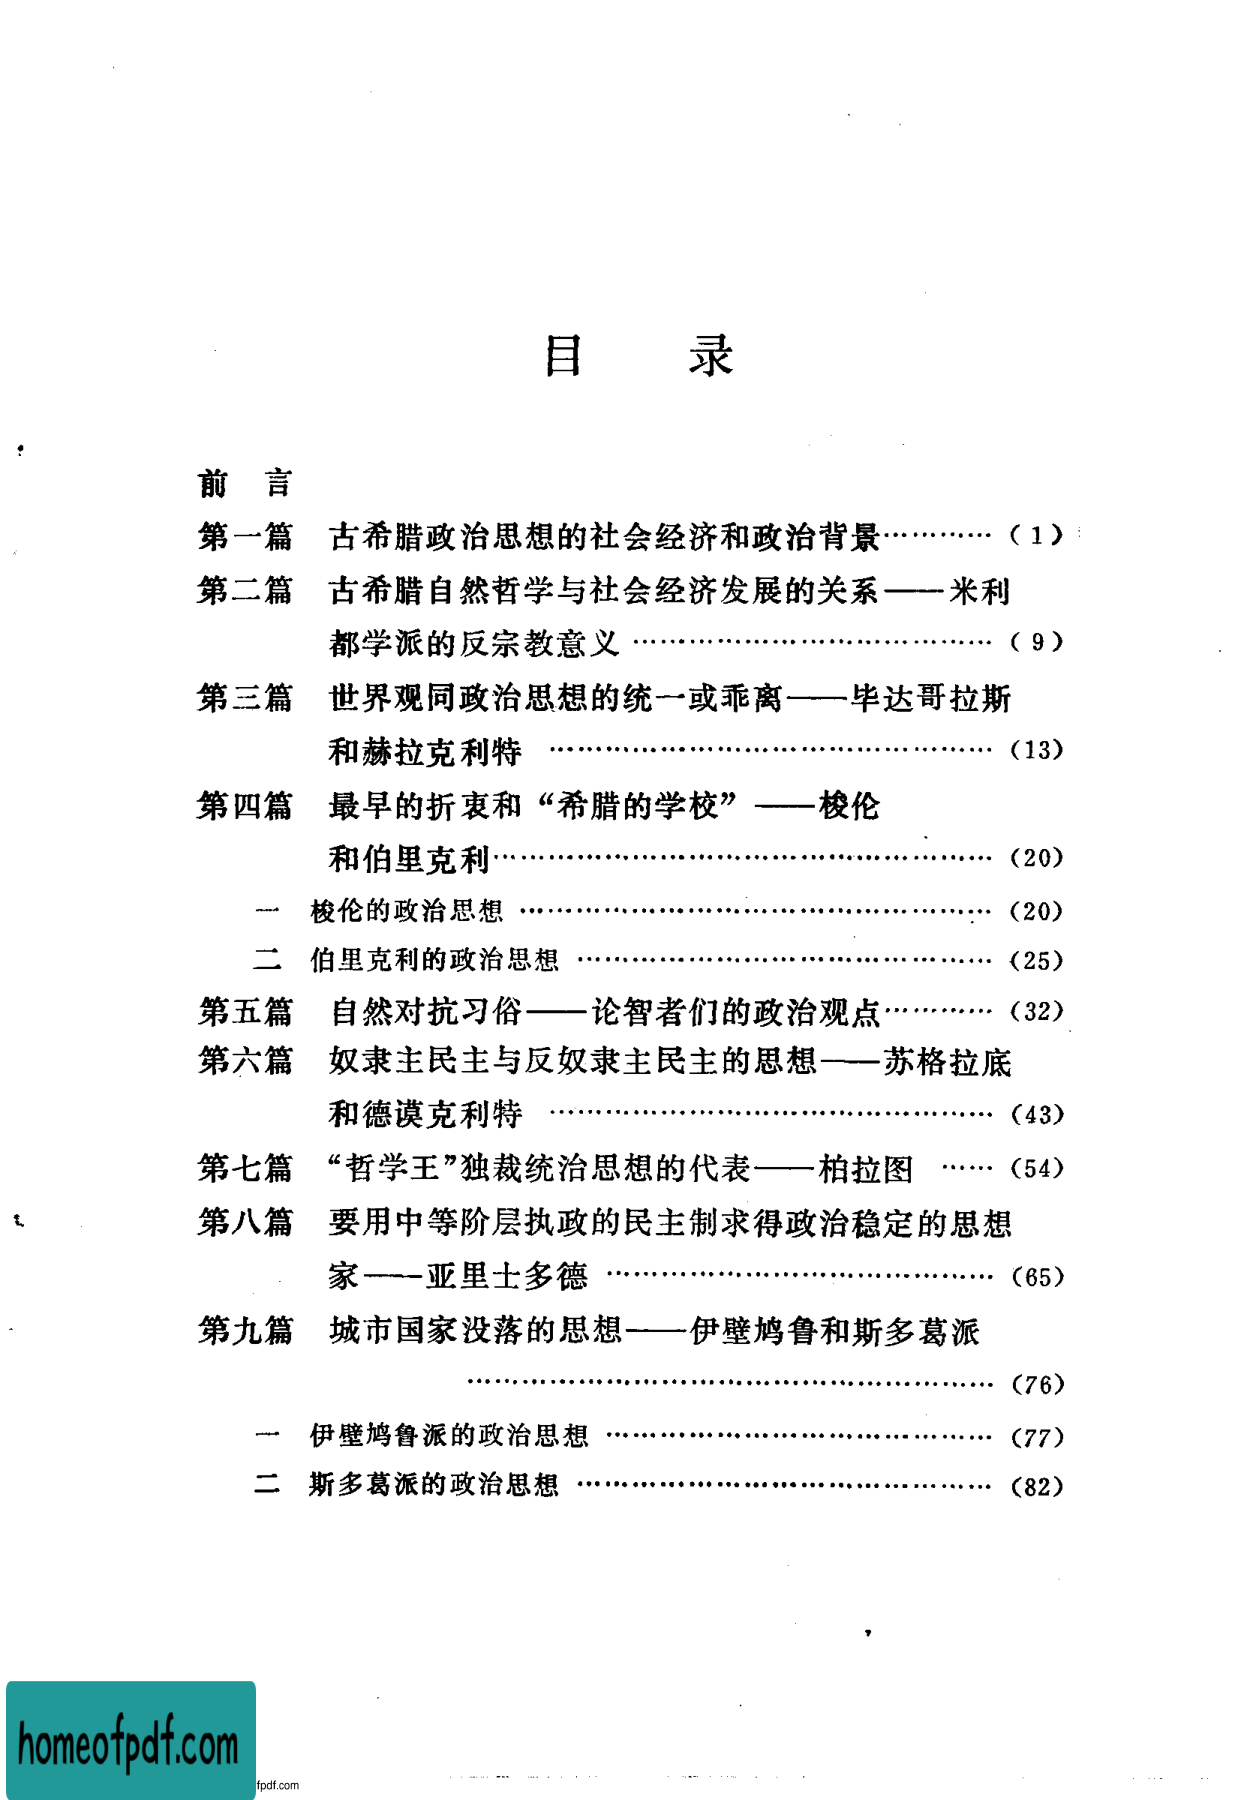 目 录
前 言
第一篇 古希腊政治思想的社会经济和政治背景…………（1）
第二篇 古希腊自然哲学与社会经济发展的关系——米利
都学派的反宗教意义 ……………………………………（9）
第三篇 世界观同政治思想的统一或乖离——毕达哥拉斯
和赫拉克利特 ……………………………………………（13）
第四篇 最早的折衷和“希腊的学校”——梭伦
和伯里克利…………………………………………………（20）
一 梭伦的政治思想 ………………………………………………（20）
二 伯里克利的政治思想 …………………………………………（25）
第五篇 自然对抗习俗——论智者们的政治观点…………（32）
第六篇 奴隶主民主与反奴隶主民主的思想——苏格拉底
和德谟克利特 ……………………………………………（43）
第七篇 “哲学王”独裁统治思想的代表——柏拉图 ……（54）
第八篇 要用中等阶层执政的民主制求得政治稳定的思想
家——亚里士多德 ………………………………………（65）
第九篇 城市国家没落的思想——伊壁鸠鲁和斯多葛派
……………………………………………………（76）
一 伊壁鸠鲁派的政治思想 ………………………………………（77）
二 斯多葛派的政治思想 …………………………………………（82）
homeofpdf.com
fpdf.com